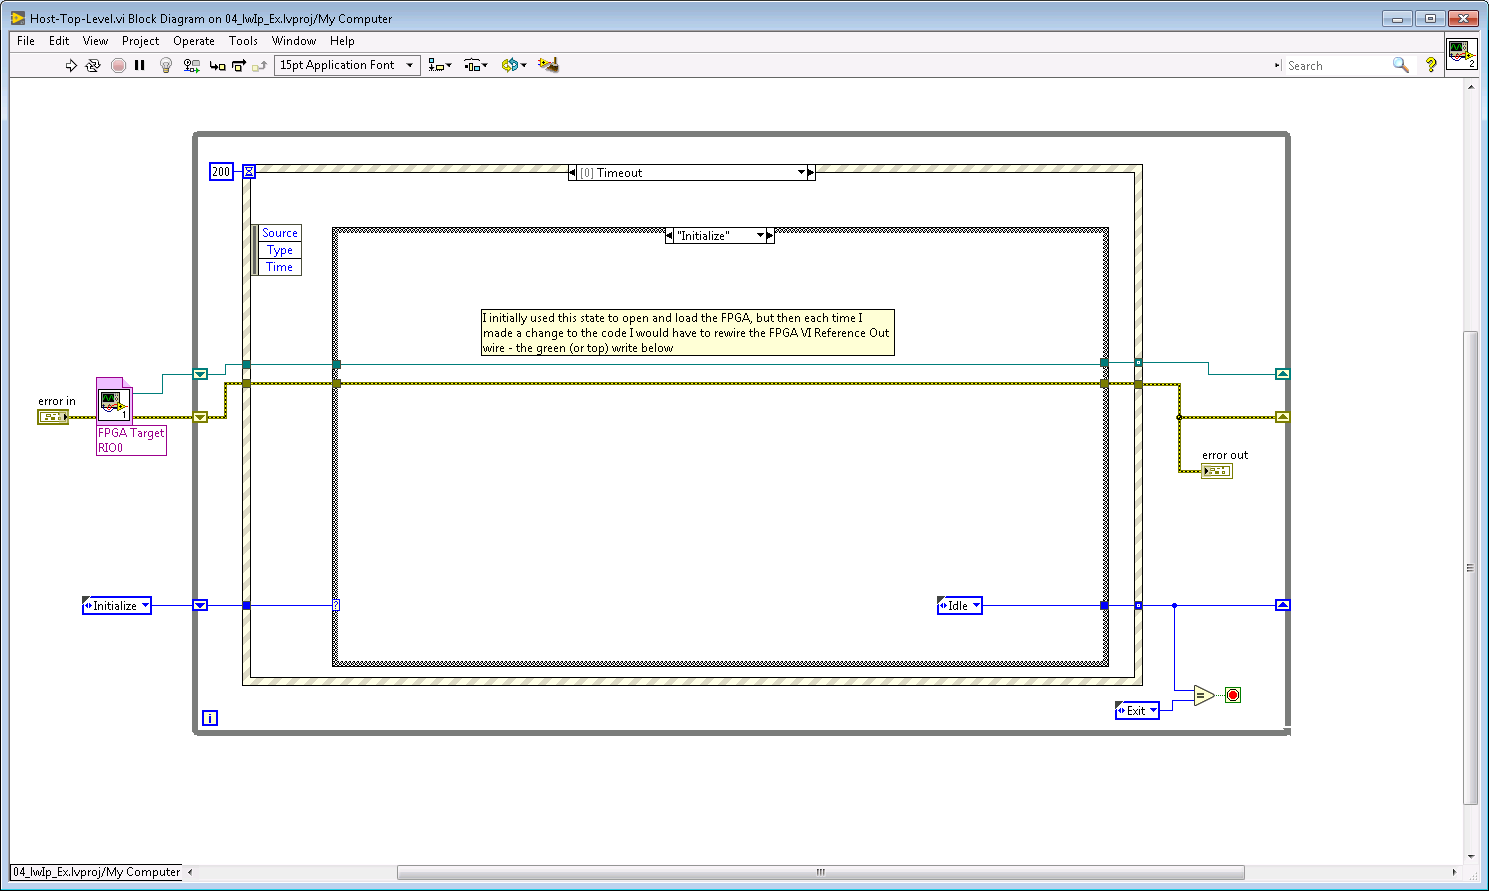 Host-Top-Level.vi Block Diagram on 04_lwIp_Ex.lvproj/My Computer
File Edit View Project Operate Tools Window Help
15pt Application Font
Search
?
2
200
[0] Timeout
Source
Type
Time
"Initialize"
I initially used this state to open and load the FPGA, but then each time I
made a change to the code I would have to rewire the FPGA VI Reference Out
wire - the green (or top) write below
error in
1
FPGA Target
RIO0
error out
Initialize
?
Idle
Exit
=
i
04_lwIp_Ex.lvproj/My Computer